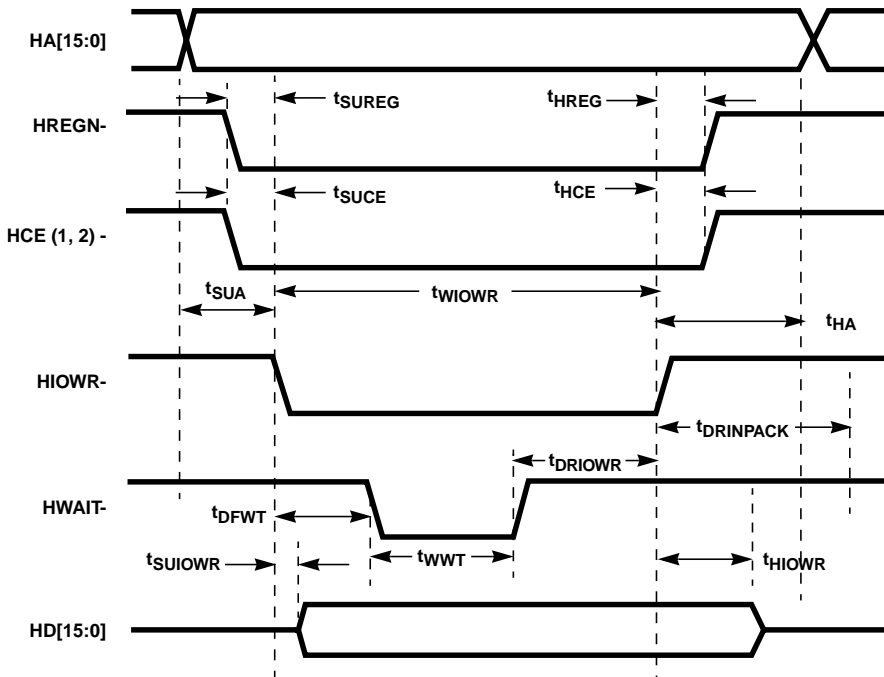 HA[15:0]
tSUREG
tHREG
HREGN-
tSUCE
tHCE
HCE (1, 2) -
tSUA
tWIOWR
tHA
HIOWR-
tDRINPACK
tDRIOWR
HWAIT-
tDFWT
tSUIOWR
tWWT
tHIOWR
HD[15:0]